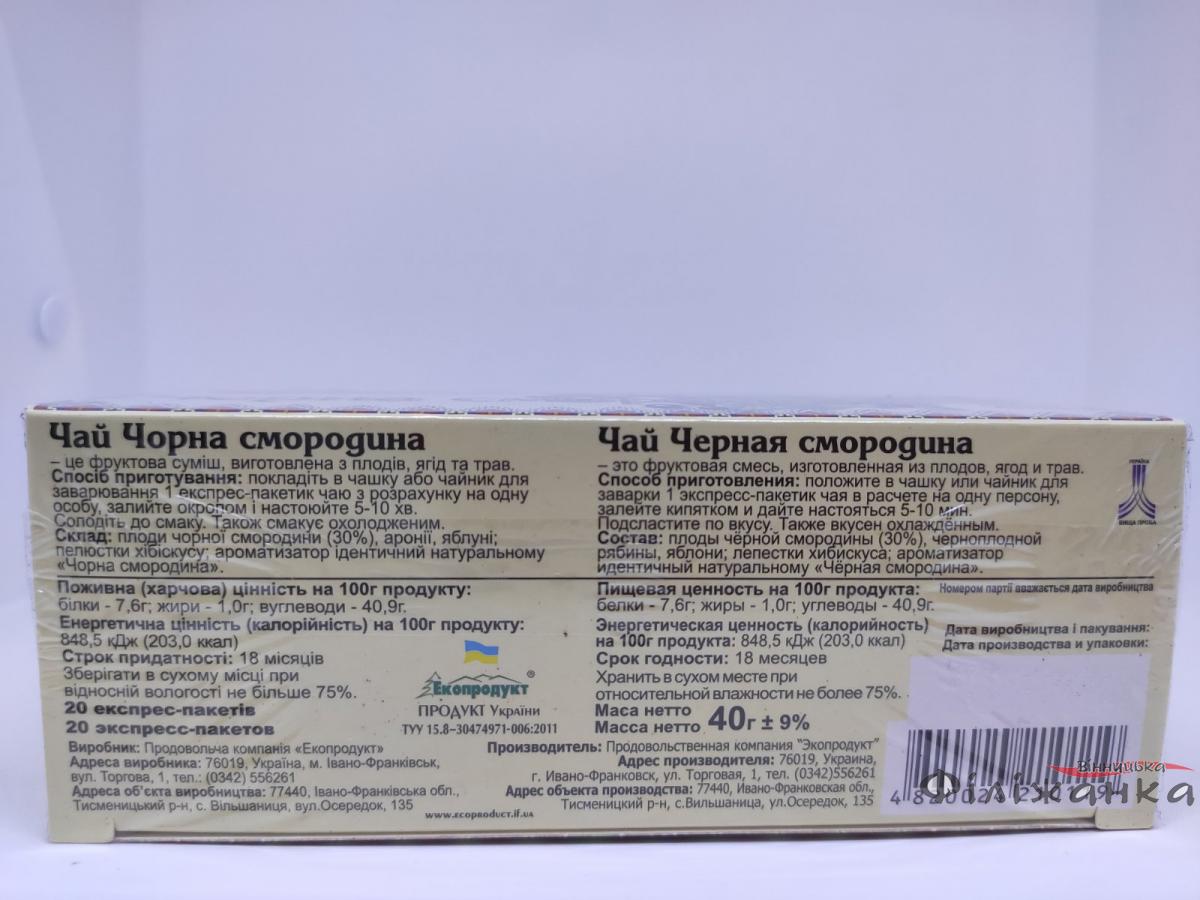 Чай Чорна смородина
– це фруктова суміш, виготовлена з плодів, ягід та трав.
Спосіб приготування: покладіть в чашку або чайник для
заварювання 1 експрес-пакетик чаю з розрахунку на одну
особу, залийте окропом і настоюйте 5-10 хв.
Солодіть до смаку. Також смакує охолодженим.
Склад: плоди чорної смородини (30%), аронії, яблуні;
пелюстки хібіскусу; ароматизатор ідентичний натуральному
«Чорна смородина».
Поживна (харчова) цінність на 100г продукту:
білки - 7,6г; жири - 1,0г; вуглеводи - 40,9г.
Енергетична цінність (калорійність) на 100г продукту:
848,5 кДж (203,0 ккал)
Строк придатності: 18 місяців
Зберігати в сухому місці при
відносній вологості не більше 75%.
20 експрес-пакетів
20 экспресс-пакетов
Екопродукт®
ПРОДУКТ УКРАЇНИ
ТУУ 15.8–30474971-006:2011
Виробник: Продовольча компанія «Екопродукт»
Адреса виробника: 76019, Україна, м. Івано-Франківськ,
вул. Торгова, 1, тел.: (0342) 556261
Адреса об'єкта виробництва: 77440, Івано-Франківська обл.,
Тисменицький р-н, с. Вільшаниця, вул.Осередок, 135
www.ecoproduct.if.ua
Чай Черная смородина
– это фруктовая смесь, изготовленная из плодов, ягод и трав.
Способ приготовления: положите в чашку или чайник для
заварки 1 экспресс-пакетик чая в расчете на одну персону,
залейте кипятком и дайте настояться 5-10 мин.
Подсластите по вкусу. Также вкусен охлаждённым.
Состав: плоды чёрной смородины (30%), черноплодной
рябины, яблони; лепестки хибискуса; ароматизатор
идентичный натуральному «Чёрная смородина».
Пищевая ценность на 100г продукта:
белки - 7,6г; жиры - 1,0г; углеводы - 40,9г.
Энергетическая ценность (калорийность)
на 100г продукта: 848,5 кДж (203,0 ккал)
Срок годности: 18 месяцев
Хранить в сухом месте при
относительной влажности не более 75%.
Маса нетто
Масса нетто 40г ± 9%
Производитель: Продовольственная компания "Экопродукт"
Адрес производителя: 76019, Украина,
г. Ивано-Франковск, ул. Торговая, 1, тел. (0342)556261
Адрес объекта производства: 77440, Ивано-Франковская обл.,
Тисменицкий р-н, с.Вильшаница, ул. Осередок, 135
УКРАЇНА
ВИЩА ПРОБА
Номером партії вважається дата виробництва
Дата виробництва і пакування:
Дата производства и упаковки:
Вінницька
Філіжанка